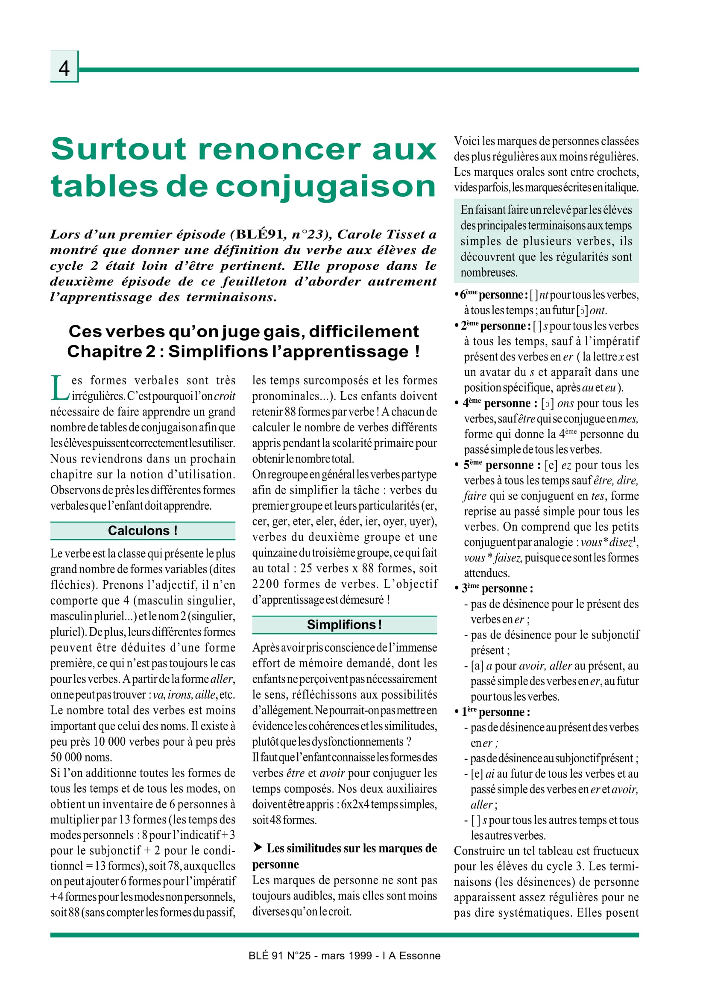 4
Surtout renoncer aux
tables de conjugaison
Lors d’un premier épisode (BLÉ91, n°23), Carole Tisset a
montré que donner une définition du verbe aux élèves de
cycle 2 était loin d’être pertinent. Elle propose dans le
deuxième épisode de ce feuilleton d’aborder autrement
l’apprentissage des terminaisons.
Ces verbes qu’on juge gais, difficilement
Chapitre 2 : Simplifions l’apprentissage !
Les formes verbales sont très
irrégulières. C’est pourquoi l’on croit
nécessaire de faire apprendre un grand
nombre de tables de conjugaison afin que
les élèves puissent correctement les utiliser.
Nous reviendrons dans un prochain
chapitre sur la notion d’utilisation.
Observons de près les différentes formes
verbales que l’enfant doit apprendre.
Calculons !
Le verbe est la classe qui présente le plus
grand nombre de formes variables (dites
fléchies). Prenons l’adjectif, il n’en
comporte que 4 (masculin singulier,
masculin pluriel...) et le nom 2 (singulier,
pluriel). De plus, leurs différentes formes
peuvent être déduites d’une forme
première, ce qui n’est pas toujours le cas
pour les verbes. A partir de la forme aller,
on ne peut pas trouver : va, irons, aille, etc.
Le nombre total des verbes est moins
important que celui des noms. Il existe à
peu près 10 000 verbes pour à peu près
50 000 noms.
Si l’on additionne toutes les formes de
tous les temps et de tous les modes, on
obtient un inventaire de 6 personnes à
multiplier par 13 formes (les temps des
modes personnels : 8 pour l’indicatif + 3
pour le subjonctif + 2 pour le condi-
tionnel = 13 formes), soit 78, auxquelles
on peut ajouter 6 formes pour l’impératif
+ 4 formes pour les modes non personnels,
soit 88 (sans compter les formes du passif,
les temps surcomposés et les formes
pronominales...). Les enfants doivent
retenir 88 formes par verbe ! A chacun de
calculer le nombre de verbes différents
appris pendant la scolarité primaire pour
obtenir le nombre total.
On regroupe en général les verbes par type
afin de simplifier la tâche : verbes du
premier groupe et leurs particularités (er,
cer, ger, eter, eler, éder, ier, oyer, uyer),
verbes du deuxième groupe et une
quinzaine du troisième groupe, ce qui fait
au total : 25 verbes x 88 formes, soit
2200 formes de verbes. L’objectif
d’apprentissage est démesuré !
Simplifions !
Après avoir pris conscience de l’immense
effort de mémoire demandé, dont les
enfants ne perçoivent pas nécessairement
le sens, réfléchissons aux possibilités
d’allégement. Ne pourrait-on pas mettre en
évidence les cohérences et les similitudes,
plutôt que les dysfonctionnements ?
Il faut que l’enfant connaisse les formes des
verbes être et avoir pour conjuguer les
temps composés. Nos deux auxiliaires
doivent être appris : 6x2x4 temps simples,
soit 48 formes.
➤ Les similitudes sur les marques de
personne
Les marques de personne ne sont pas
toujours audibles, mais elles sont moins
diverses qu’on le croit.
Voici les marques de personnes classées
des plus régulières aux moins régulières.
Les marques orales sont entre crochets,
vides parfois, les marques écrites en italique.
En faisant faire un relevé par les élèves
des principales terminaisons aux temps
simples de plusieurs verbes, ils
découvrent que les régularités sont
nombreuses.
• 6ème personne : [ ] nt pour tous les verbes,
à tous les temps ; au futur [ɔ̃] ont.
• 2ème personne : [ ] s pour tous les verbes
à tous les temps, sauf à l’impératif
présent des verbes en er ( la lettre x est
un avatar du s et apparaît dans une
position spécifique, après au et eu ).
• 4ème personne : [ɔ̃] ons pour tous les
verbes, sauf être qui se conjugue en mes,
forme qui donne la 4ème personne du
passé simple de tous les verbes.
• 5ème personne : [e] ez pour tous les
verbes à tous les temps sauf être, dire,
faire qui se conjuguent en tes, forme
reprise au passé simple pour tous les
verbes. On comprend que les petits
conjuguent par analogie : vous * disez1,
vous * faisez, puisque ce sont les formes
attendues.
• 3ème personne :
- pas de désinence pour le présent des
verbes en er ;
- pas de désinence pour le subjonctif
présent ;
- [a] a pour avoir, aller au présent, au
passé simple des verbes en er, au futur
pour tous les verbes.
• 1ère personne :
- pas de désinence au présent des verbes
en er ;
- pas de désinence au subjonctif présent ;
- [e] ai au futur de tous les verbes et au
passé simple des verbes en er et avoir,
aller ;
- [ ] s pour tous les autres temps et tous
les autres verbes.
Construire un tel tableau est fructueux
pour les élèves du cycle 3. Les termi-
naisons (les désinences) de personne
apparaissent assez régulières pour ne
pas dire systématiques. Elles posent
BLÉ 91 N°25 - mars 1999 - I A Essonne